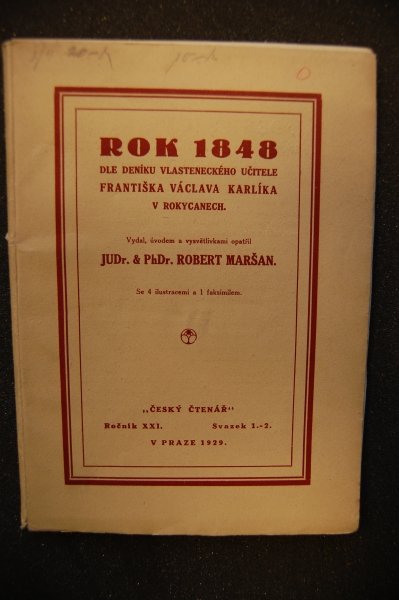 ROK 1848
DLE DENÍKU VLASTENECKÉHO UČITELE
FRANTIŠKA VÁCLAVA KARLÍKA
V ROKYCANECH.
Vydal, úvodem a vysvětlivkami opatřil
JUDr. & PhDr. ROBERT MARŠAN.
Se 4 ilustracemi a 1 faksimilem.
„ČESKÝ ČTENÁŘ"
Ročník XXI. Svazek 1.-2.
V PRAZE 1929.